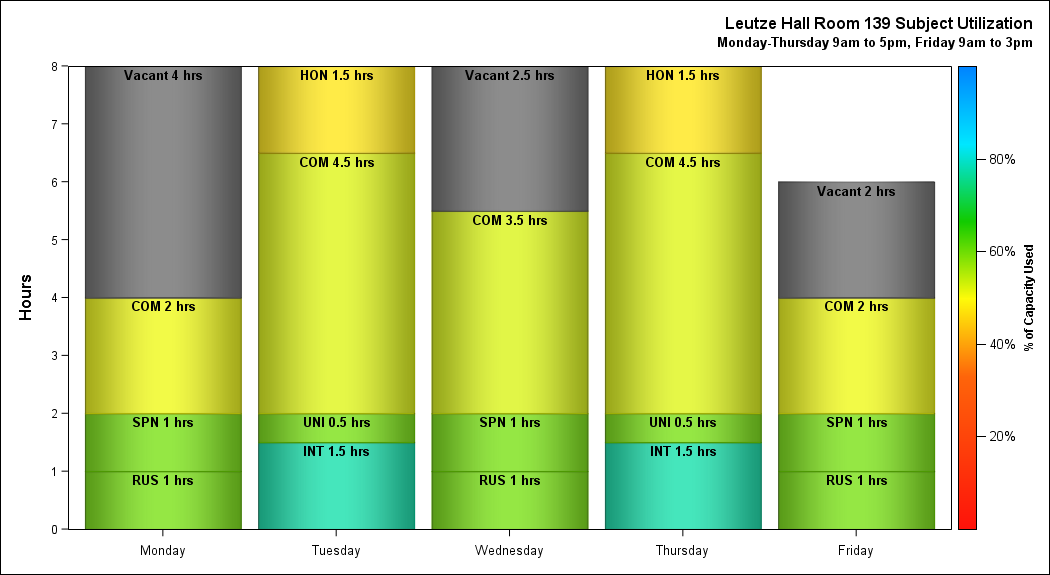 Leutze Hall Room 139 Subject Utilization
Monday-Thursday 9am to 5pm, Friday 9am to 3pm
Hours
8
7
6
5
4
3
2
1
0
Vacant 4 hrs
COM 2 hrs
SPN 1 hrs
RUS 1 hrs
HON 1.5 hrs
COM 4.5 hrs
UNI 0.5 hrs
INT 1.5 hrs
Vacant 2.5 hrs
COM 3.5 hrs
SPN 1 hrs
RUS 1 hrs
HON 1.5 hrs
COM 4.5 hrs
UNI 0.5 hrs
INT 1.5 hrs
Vacant 2 hrs
COM 2 hrs
SPN 1 hrs
RUS 1 hrs
Monday
Tuesday
Wednesday
Thursday
Friday
80%
60%
40%
20%
% of Capacity Used